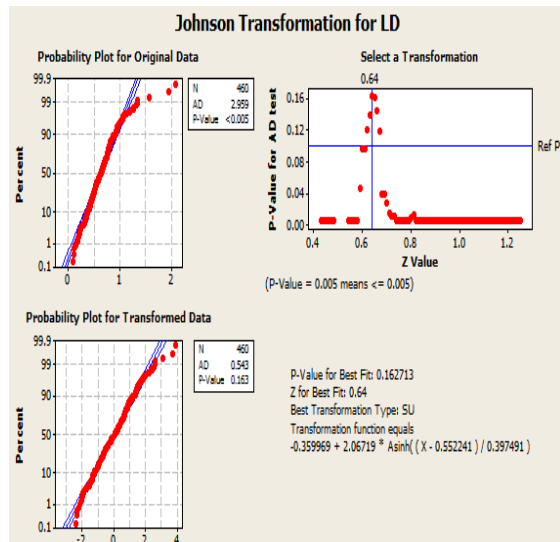 Johnson Transformation for LD
Probability Plot for Original Data
99.9
99
90
50
10
1
0.1
Percent
0 1 2
N 460
AD 2.959
P-Value <0.005
Select a Transformation
0.64
0.16
0.12
0.08
0.04
0.00
P-Value for AD test
Ref P
0.4 0.6 0.8 1.0 1.2
Z Value
(P-Value = 0.005 means <= 0.005)
Probability Plot for Transformed Data
99.9
99
90
50
10
1
0.1
Percent
-2 0 2 4
N 460
AD 0.543
P-Value 0.163
P-Value for Best Fit: 0.162713
Z for Best Fit: 0.64
Best Transformation Type: SU
Transformation function equals
-0.359969 + 2.06719 * Asinh( ( X - 0.552241 ) / 0.397491 )